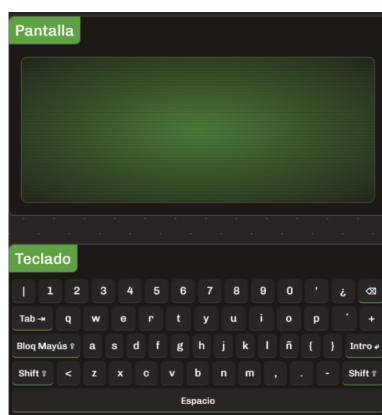 Pantalla
Teclado
| 1 2 3 4 5 6 7 8 9 0 ' ¿ ⌫
Tab ⇥ q w e r t y u i o p ´ +
Bloq Mayús ⇪ a s d f g h j k l ñ { } Intro ↲
Shift ⇧ < z x c v b n m , . - Shift ⇧
Espacio